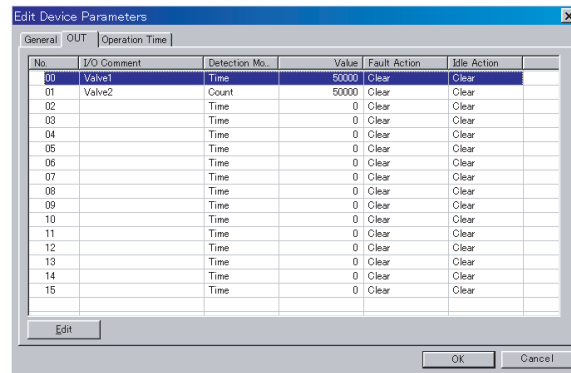 Edit Device Parameters
General OUT Operation Time
No. I/O Comment Detection Mo... Value Fault Action Idle Action
00 Valve1 Time 50000 Clear Clear
01 Valve2 Count 50000 Clear Clear
02 Time 0 Clear Clear
03 Time 0 Clear Clear
04 Time 0 Clear Clear
05 Time 0 Clear Clear
06 Time 0 Clear Clear
07 Time 0 Clear Clear
08 Time 0 Clear Clear
09 Time 0 Clear Clear
10 Time 0 Clear Clear
11 Time 0 Clear Clear
12 Time 0 Clear Clear
13 Time 0 Clear Clear
14 Time 0 Clear Clear
15 Time 0 Clear Clear
Edit
OK Cancel